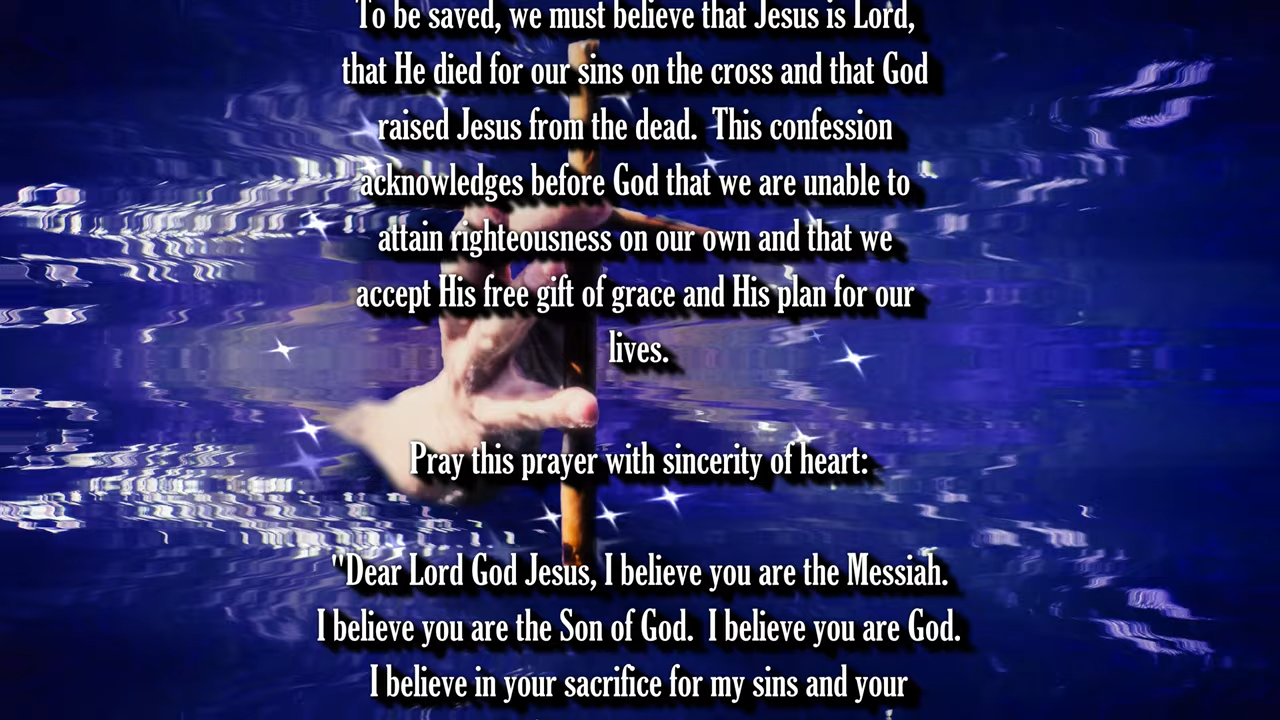 To be saved, we must believe that Jesus is Lord,
that He died for our sins on the cross and that God
raised Jesus from the dead.  This confession
acknowledges before God that we are unable to
attain righteousness on our own and that we
accept His free gift of grace and His plan for our
lives.
Pray this prayer with sincerity of heart:
"Dear Lord God Jesus, I believe you are the Messiah.
I believe you are the Son of God.  I believe you are God.
I believe in your sacrifice for my sins and your